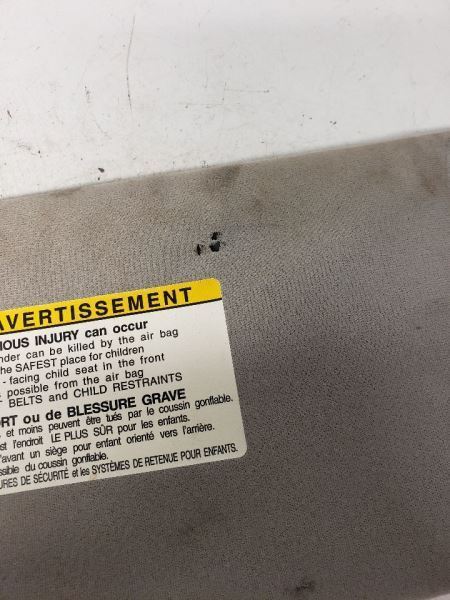 AVERTISSEMENT
IOUS INJURY can occur
nder can be killed by the air bag
the SAFEST place for children
- facing child seat in the front
possible from the air bag
BELTS and CHILD RESTRAINTS
ORT ou de BLESSURE GRAVE
et moins peuvent être tués par le coussin gonflable.
st l'endroit LE PLUS SÛR pour les enfants.
l'avant un siège pour enfant orienté vers l'arrière.
ssible du coussin gonflable.
URES DE SÉCURITÉ et les SYSTÈMES DE RETENUE POUR ENFANTS.